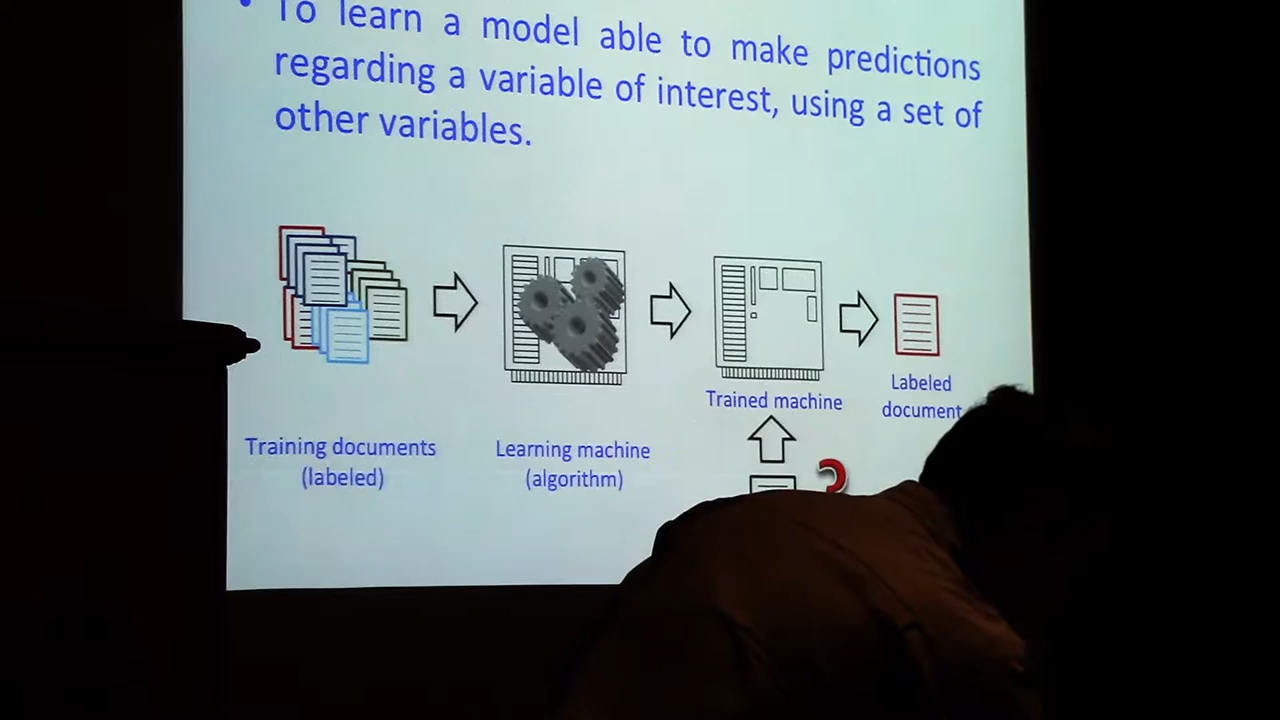 • To learn a model able to make predictions
regarding a variable of interest, using a set of
other variables.
Training documents
(labeled)
Learning machine
(algorithm)
Trained machine
Labeled
document
?